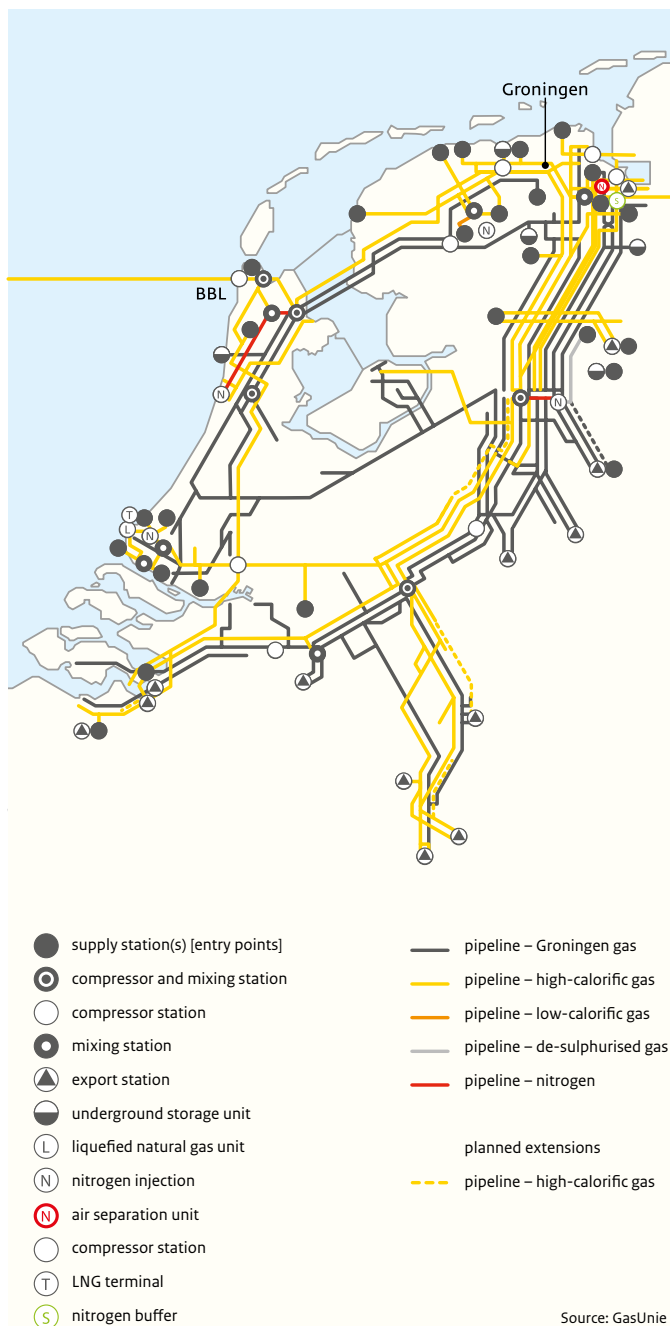 Groningen
N
S
BBL
N
N
N
T
L
N
supply station(s) [entry points]
compressor and mixing station
compressor station
mixing station
export station
underground storage unit
L liquefied natural gas unit
N nitrogen injection
N air separation unit
compressor station
T LNG terminal
S nitrogen buffer
pipeline – Groningen gas
pipeline – high-calorific gas
pipeline – low-calorific gas
pipeline – de-sulphurised gas
pipeline – nitrogen
planned extensions
pipeline – high-calorific gas
Source: GasUnie